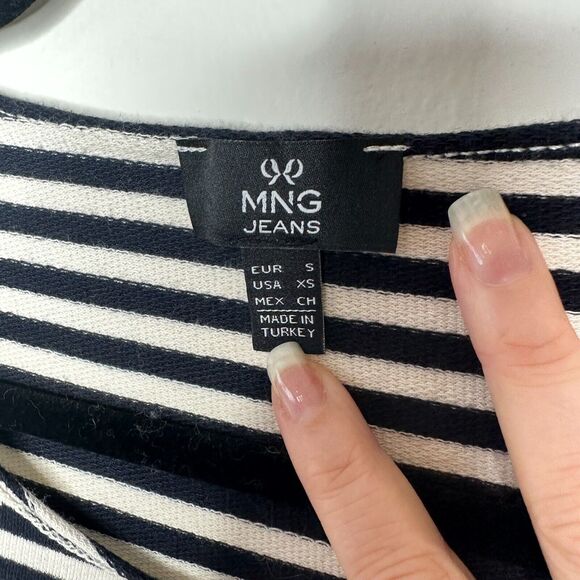 MNG
JEANS
EUR S
USA XS
MEX CH
MADE IN
TURKEY